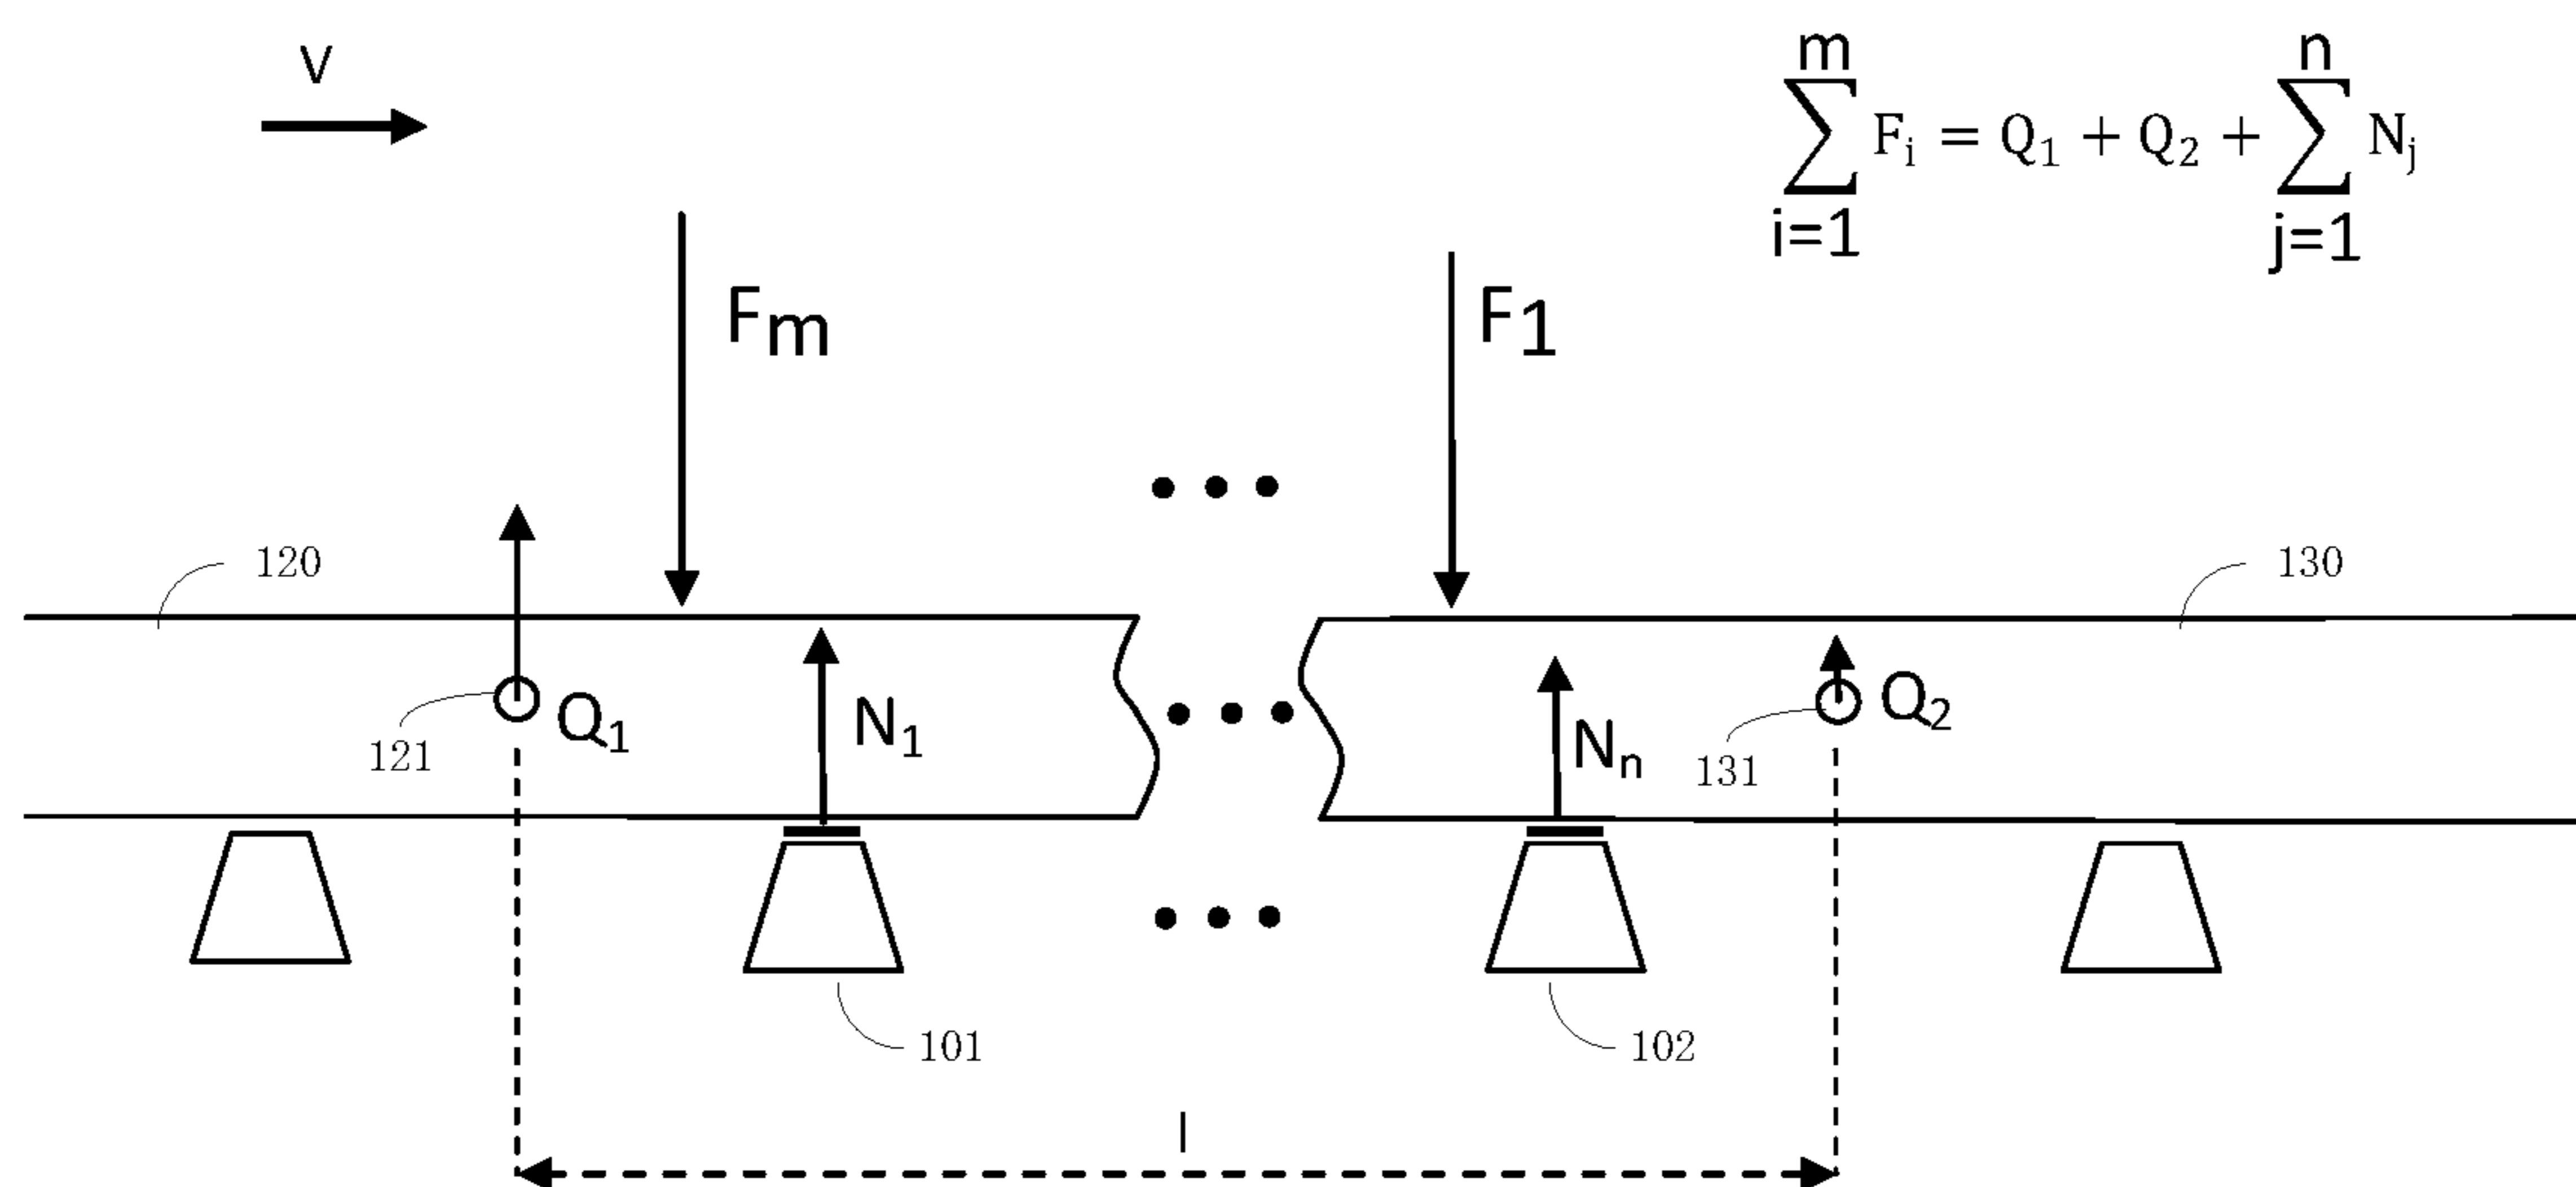 V
m n
∑ Fᵢ = Q₁ + Q₂ + ∑ Nⱼ
i=1 j=1
Fm F1
120 130
Q₁ N₁ Nₙ Q₂
121 131
101 102
l